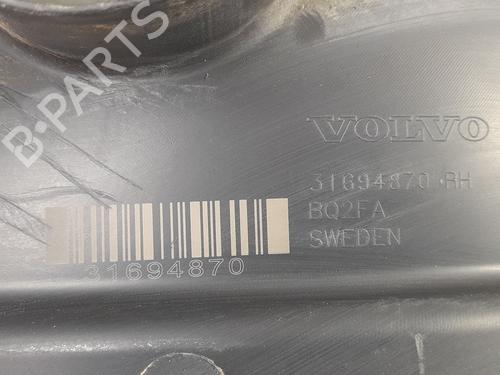 B-PARTS
VOLVO
31694870 RH
BQ2FA
SWEDEN
31694870